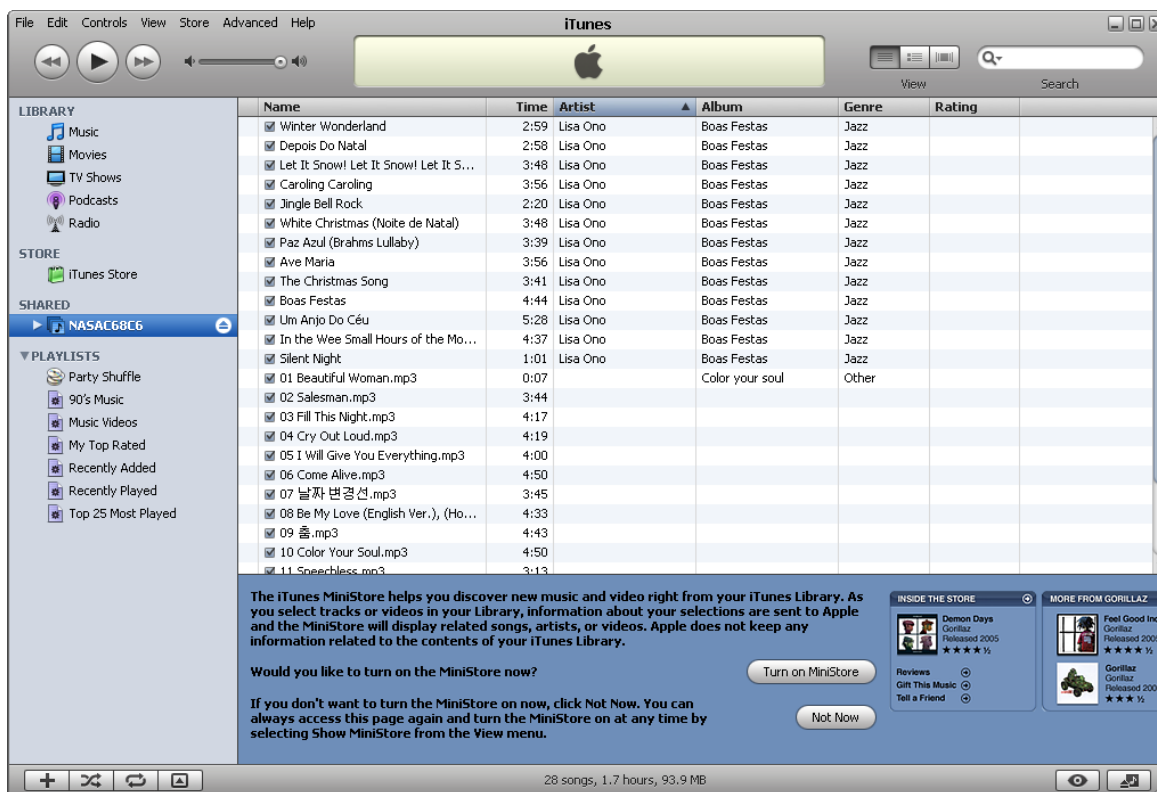 File Edit Controls View Store Advanced Help
iTunes
View
Search
LIBRARY
Music
Movies
TV Shows
Podcasts
Radio
STORE
iTunes Store
SHARED
NASAC68C6
PLAYLISTS
Party Shuffle
90's Music
Music Videos
My Top Rated
Recently Added
Recently Played
Top 25 Most Played
Name Time Artist Album Genre Rating
Winter Wonderland 2:59 Lisa Ono Boas Festas Jazz
Depois Do Natal 2:58 Lisa Ono Boas Festas Jazz
Let It Snow! Let It Snow! Let It S... 3:48 Lisa Ono Boas Festas Jazz
Caroling Caroling 3:56 Lisa Ono Boas Festas Jazz
Jingle Bell Rock 2:20 Lisa Ono Boas Festas Jazz
White Christmas (Noite de Natal) 3:48 Lisa Ono Boas Festas Jazz
Paz Azul (Brahms Lullaby) 3:39 Lisa Ono Boas Festas Jazz
Ave Maria 3:56 Lisa Ono Boas Festas Jazz
The Christmas Song 3:41 Lisa Ono Boas Festas Jazz
Boas Festas 4:44 Lisa Ono Boas Festas Jazz
Um Anjo Do Céu 5:28 Lisa Ono Boas Festas Jazz
In the Wee Small Hours of the Mo... 4:37 Lisa Ono Boas Festas Jazz
Silent Night 1:01 Lisa Ono Boas Festas Jazz
01 Beautiful Woman.mp3 0:07 Color your soul Other
02 Salesman.mp3 3:44
03 Fill This Night.mp3 4:17
04 Cry Out Loud.mp3 4:19
05 I Will Give You Everything.mp3 4:00
06 Come Alive.mp3 4:50
07 날짜 변경선.mp3 3:45
08 Be My Love (English Ver.), (Ho... 4:33
09 춤.mp3 4:43
10 Color Your Soul.mp3 4:50
11 Speechless.mp3 3:13
The iTunes MiniStore helps you discover new music and video right from your iTunes Library. As
you select tracks or videos in your Library, information about your selections are sent to Apple
and the MiniStore will display related songs, artists, or videos. Apple does not keep any
information related to the contents of your iTunes Library.
Would you like to turn on the MiniStore now?
Turn on MiniStore
If you don't want to turn the MiniStore on now, click Not Now. You can
always access this page again and turn the MiniStore on at any time by
selecting Show MiniStore from the View menu.
Not Now
INSIDE THE STORE
Demon Days
Gorillaz
Released 2005
Reviews
Gift This Music
Tell a Friend
MORE FROM GORILLAZ
Feel Good Inc
Gorillaz
Released 2005
Gorillaz
Gorillaz
Released 200
28 songs, 1.7 hours, 93.9 MB